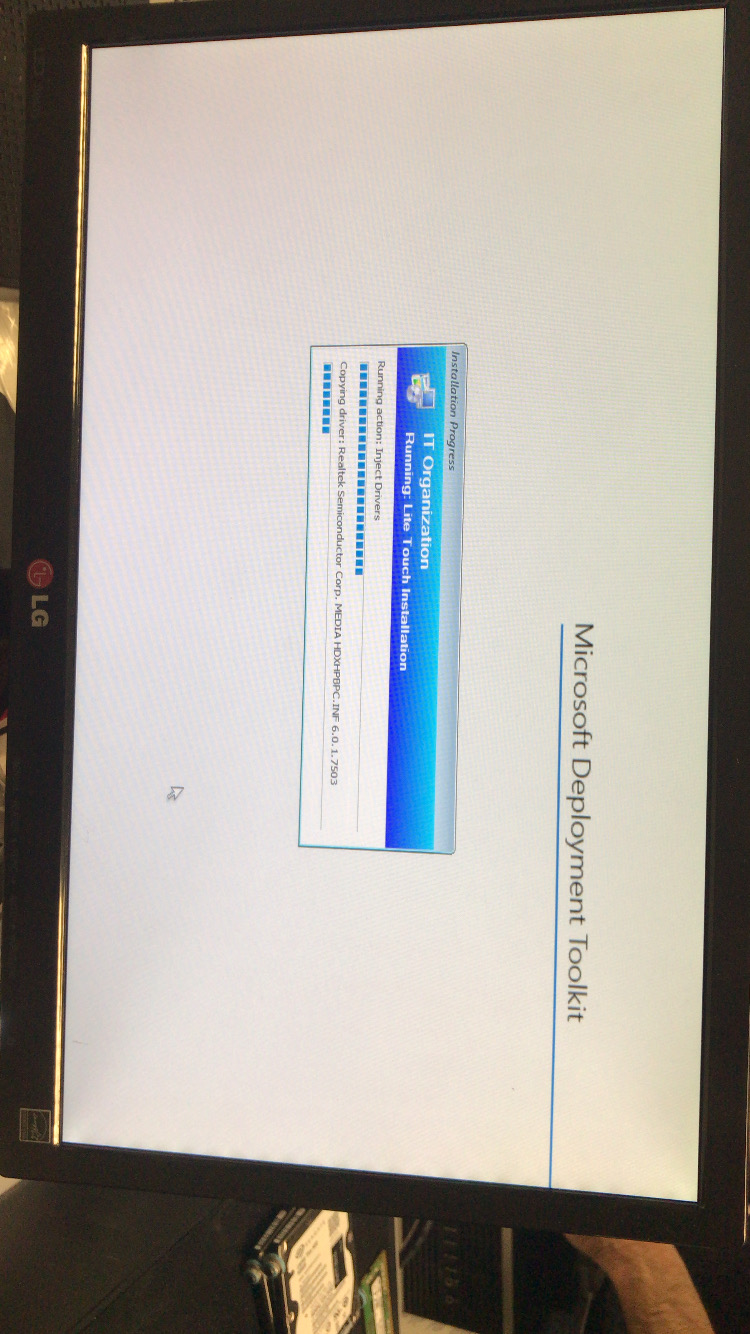 Microsoft Deployment Toolkit
Installation Progress
IT Organization
Running: Lite Touch Installation
Running action: Inject Drivers
Copying driver: Realtek Semiconductor Corp. MEDIA HDXHPBPC.INF 6.0.1.7503
LG